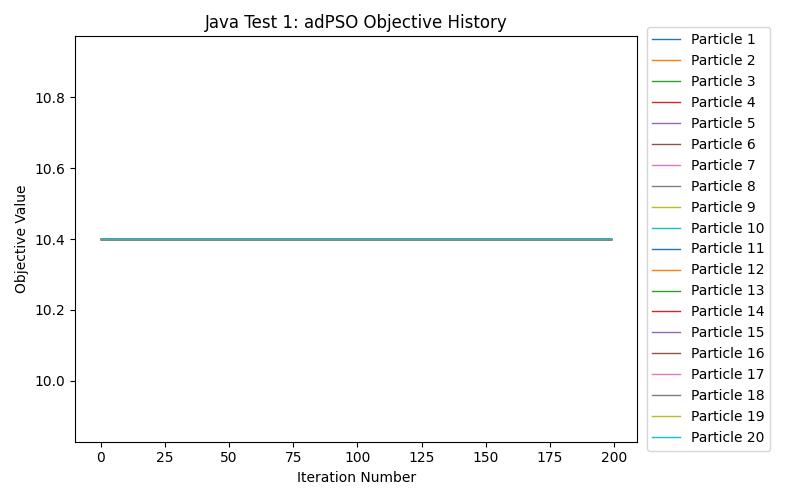 Java Test 1: adPSO Objective History
Objective Value
10.8
10.6
10.4
10.2
10.0
0 25 50 75 100 125 150 175 200
Iteration Number
Particle 1
Particle 2
Particle 3
Particle 4
Particle 5
Particle 6
Particle 7
Particle 8
Particle 9
Particle 10
Particle 11
Particle 12
Particle 13
Particle 14
Particle 15
Particle 16
Particle 17
Particle 18
Particle 19
Particle 20